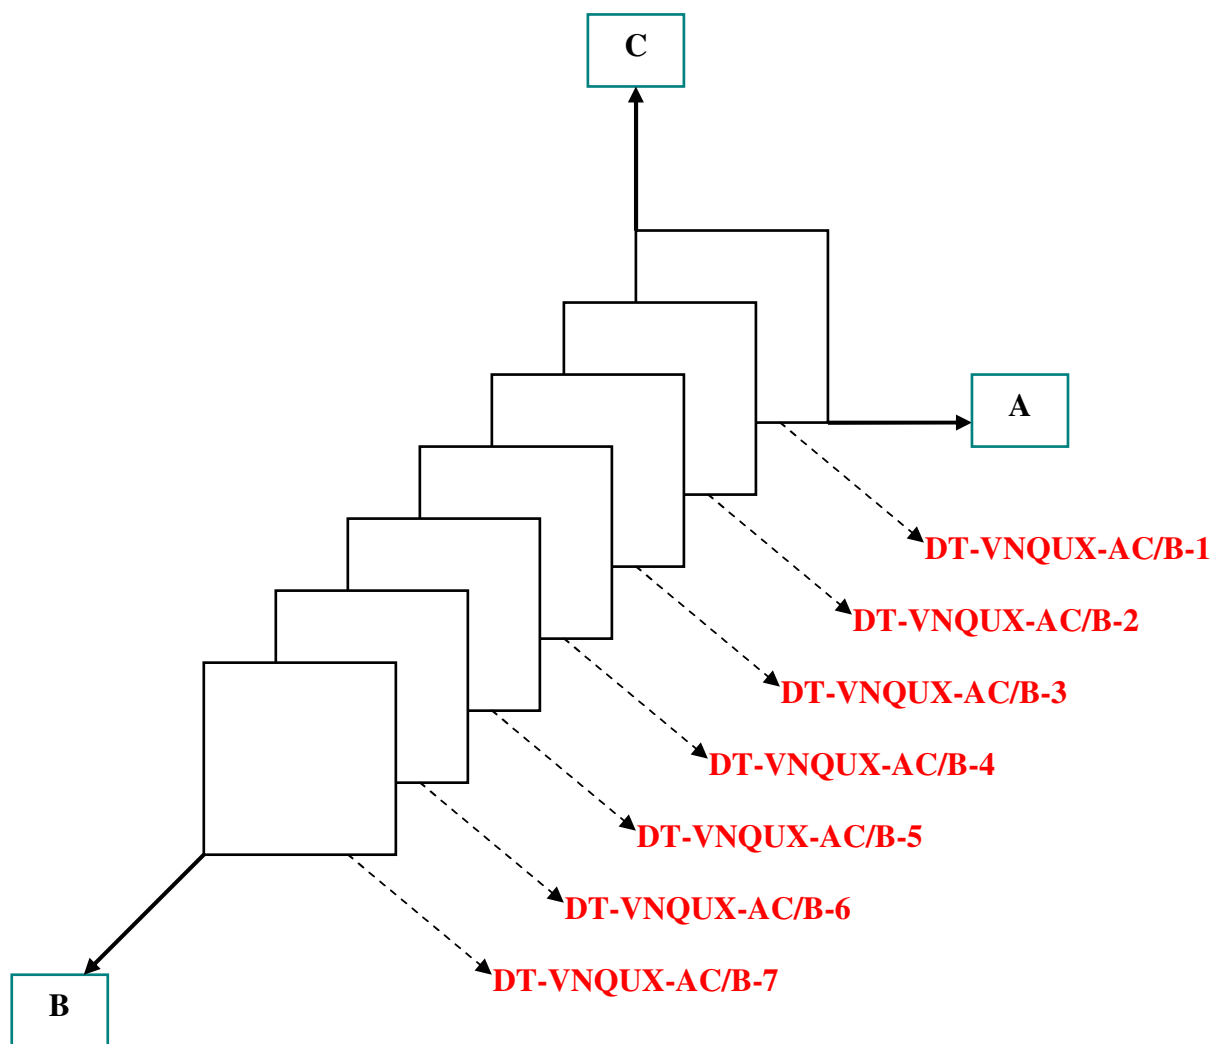 C
A
DT-VNQUX-AC/B-1
DT-VNQUX-AC/B-2
DT-VNQUX-AC/B-3
DT-VNQUX-AC/B-4
DT-VNQUX-AC/B-5
DT-VNQUX-AC/B-6
DT-VNQUX-AC/B-7
B